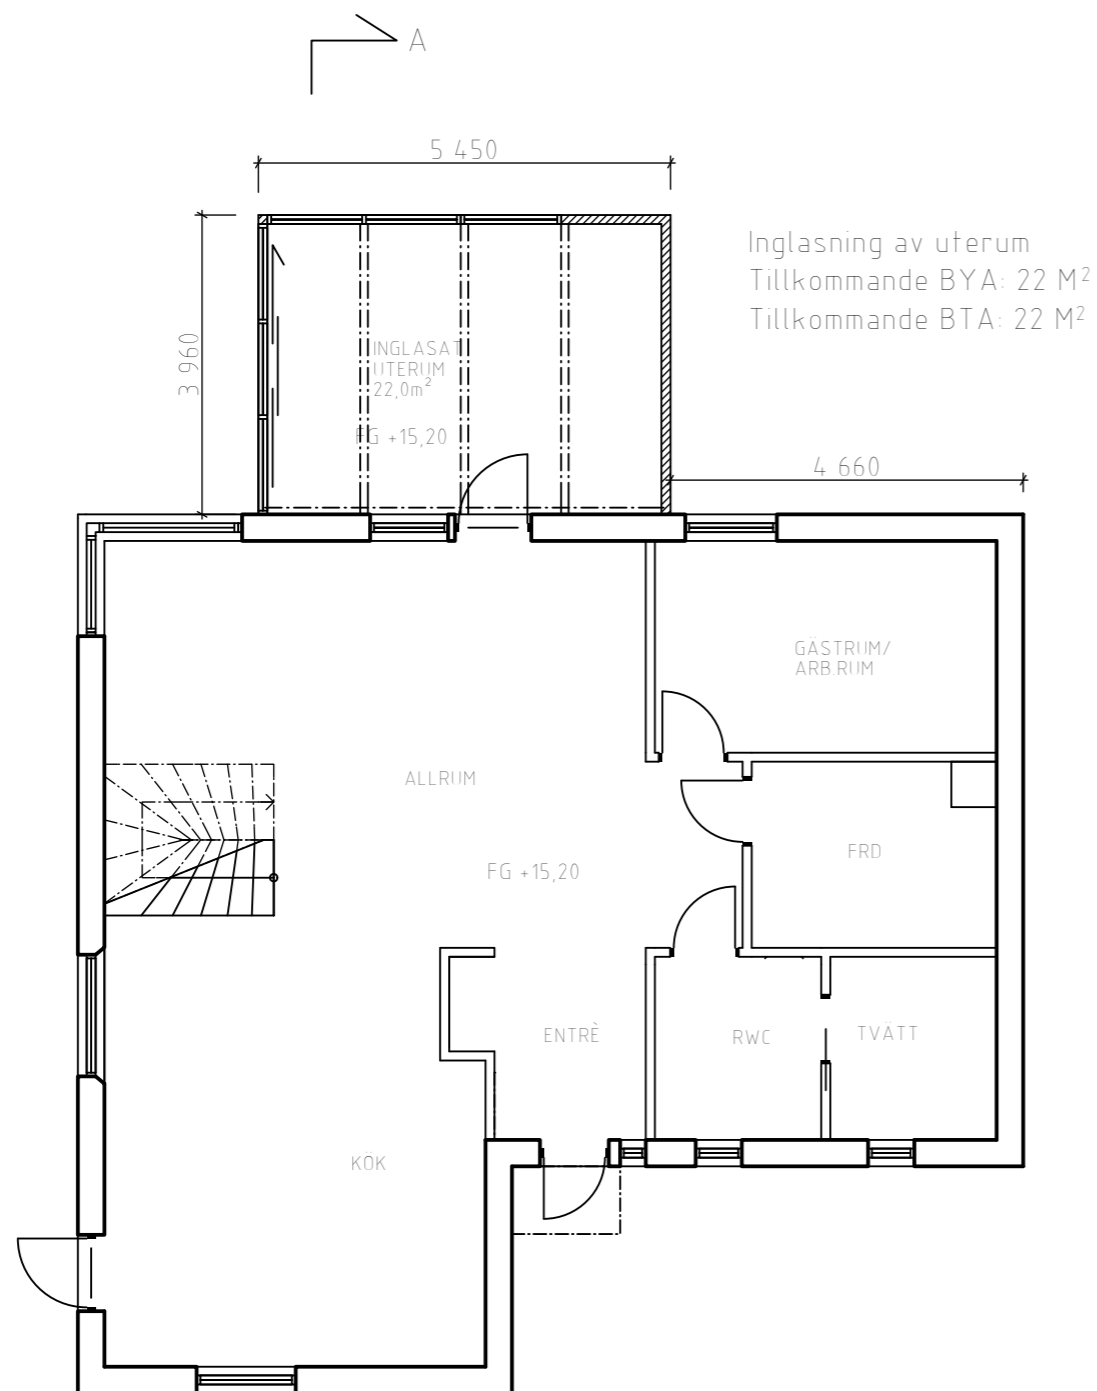 A
5 450
Inglasning av uterum
Tillkommande BYA: 22 M²
Tillkommande BTA: 22 M²
3 960
INGLASAT
UTERUM
22,0m²
FG +15,20
4 660
GÄSTRUM/
ARB.RUM
ALLRUM
FRD
FG +15,20
ENTRÈ
RWC
TVÄTT
KÖK